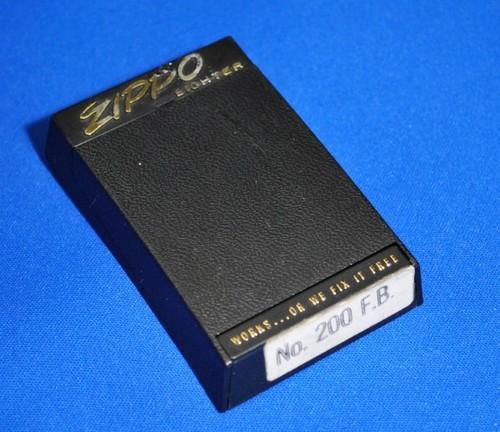 ZIPPO
LIGHTER
WORKS...OR WE FIX IT FREE
No. 200 F.B.